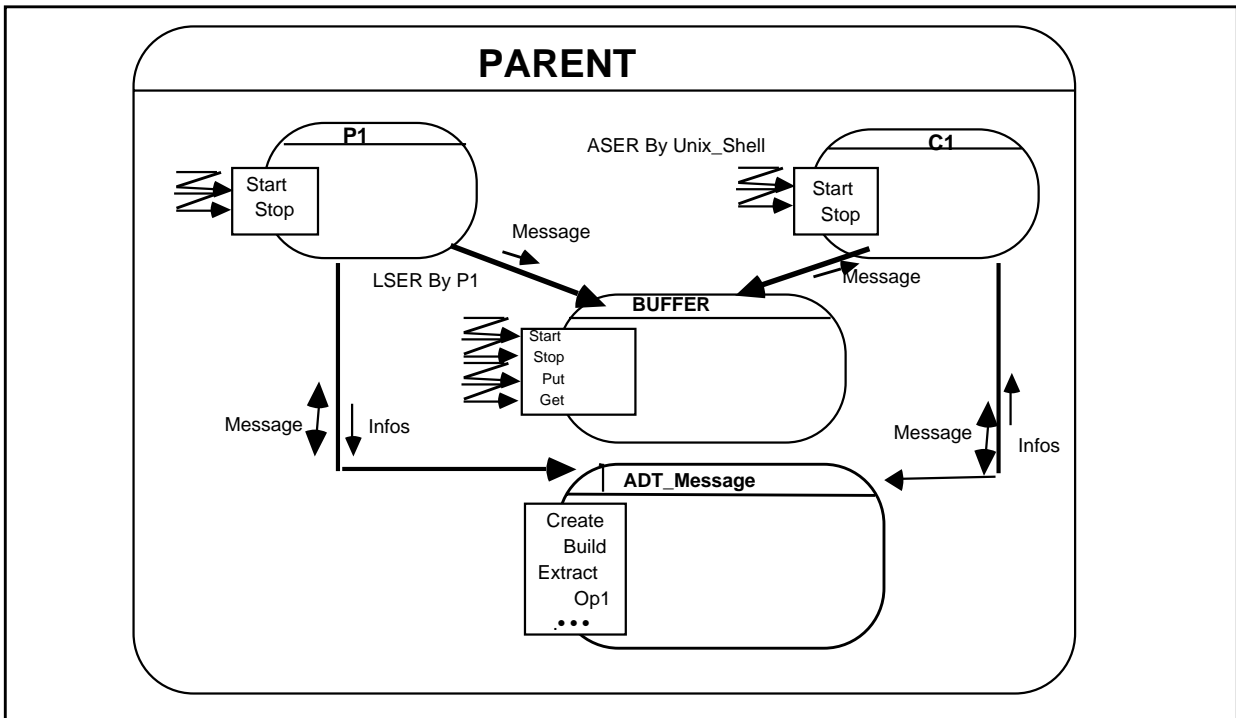 PARENT
P1
Start
Stop
ASER By Unix_Shell
C1
Start
Stop
Message
LSER By P1
Message
BUFFER
Start
Stop
Put
Get
Message
Infos
Message
Infos
ADT_Message
Create
Build
Extract
Op1
. • • •